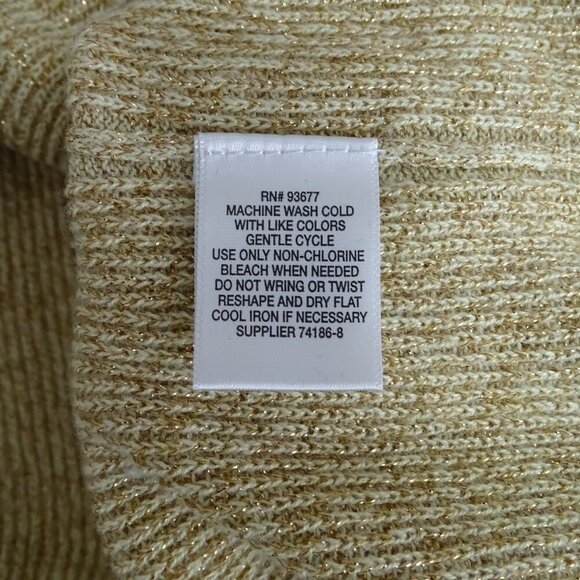 RN# 93677
MACHINE WASH COLD
WITH LIKE COLORS
GENTLE CYCLE
USE ONLY NON-CHLORINE
BLEACH WHEN NEEDED
DO NOT WRING OR TWIST
RESHAPE AND DRY FLAT
COOL IRON IF NECESSARY
SUPPLIER 74186-8